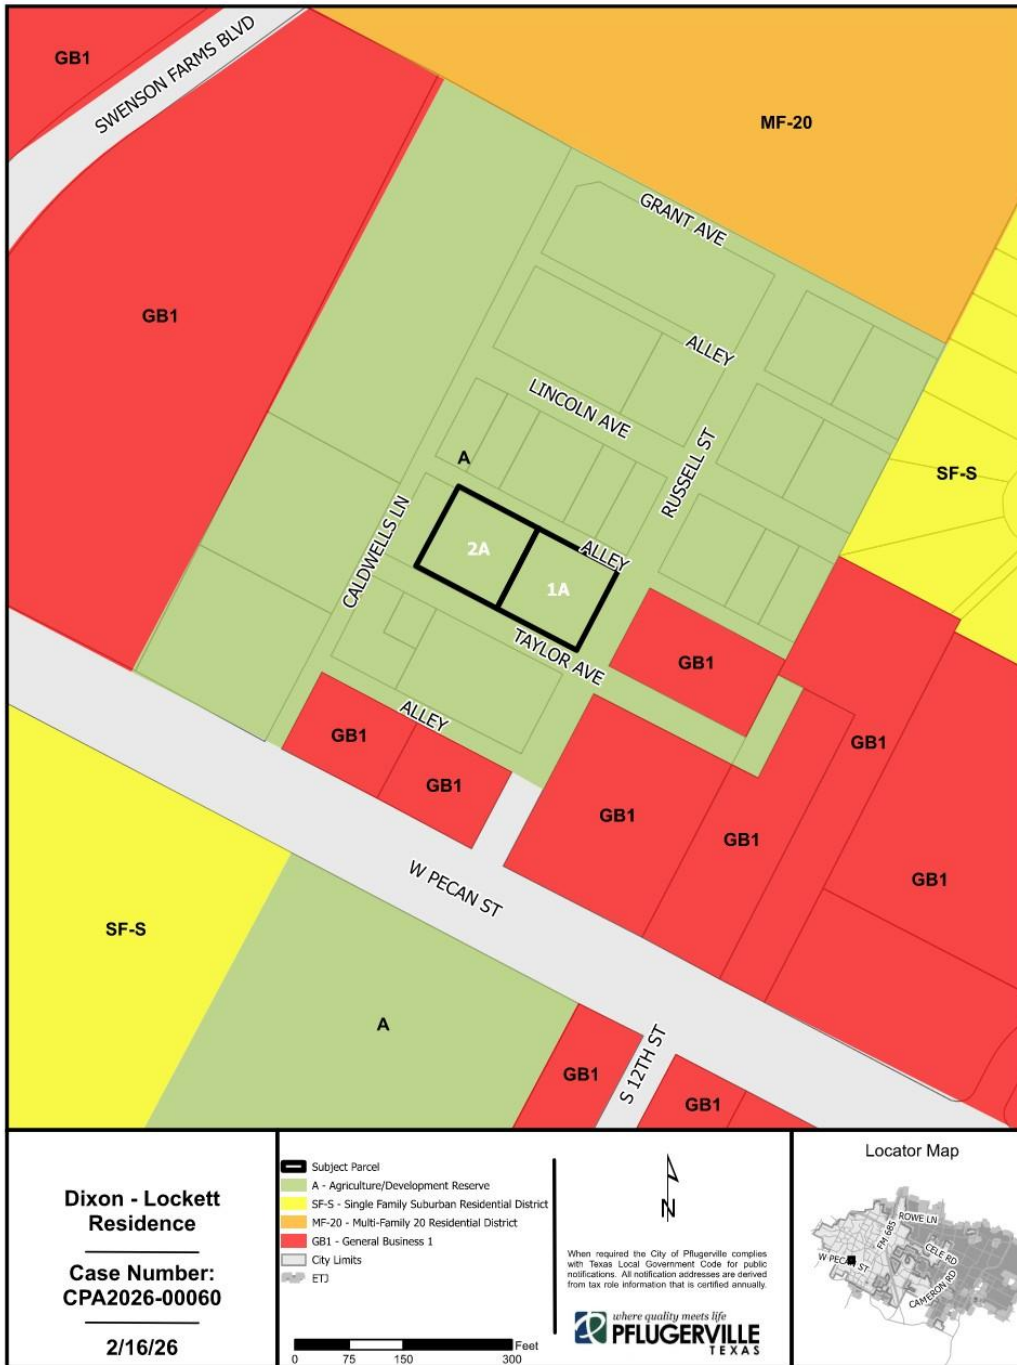 GB1
SWENSON FARMS BLVD
MF-20
GRANT AVE
GB1
ALLEY
LINCOLN AVE
RUSSELL ST
A
SF-S
CALDWELLS LN
2A
ALLEY
1A
TAYLOR AVE
GB1
ALLEY
GB1
GB1
GB1
GB1
GB1
GB1
W PECAN ST
SF-S
A
GB1
S 12TH ST
GB1
Dixon - Lockett
Residence
Case Number:
CPA2026-00060
2/16/26
Subject Parcel
A - Agriculture/Development Reserve
SF-S - Single Family Suburban Residential District
MF-20 - Multi-Family 20 Residential District
GB1 - General Business 1
City Limits
ETJ
Feet
0 75 150 300
N
When required the City of Pflugerville complies
with Texas Local Government Code for public
notifications. All notification addresses are derived
from tax role information that is certified annually.
where quality meets life
PFLUGERVILLE
TEXAS
Locator Map
ROWE LN
FM 685
CELE RD
W PECAN ST
CAMERON RD